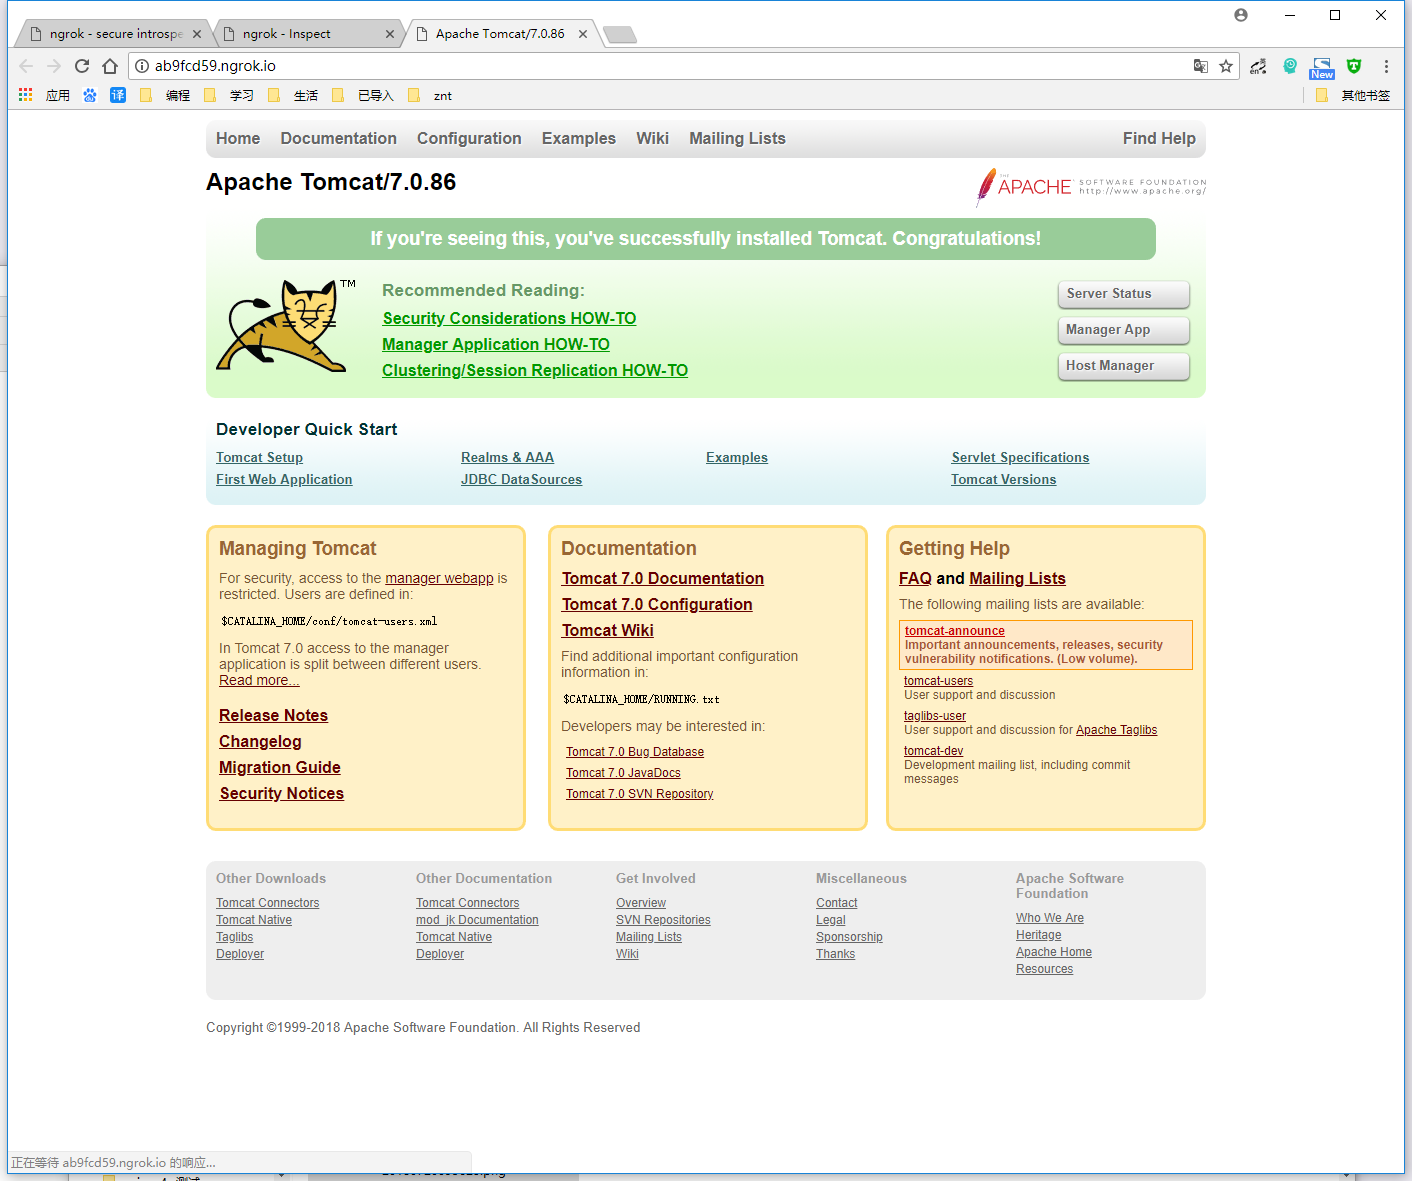 ngrok - secure introspe
ngrok - Inspect
Apache Tomcat/7.0.86
ab9fcd59.ngrok.io
en
New
应用
译
编程
学习
生活
已导入
znt
其他书签
Home Documentation Configuration Examples Wiki Mailing Lists Find Help
Apache Tomcat/7.0.86
THE APACHE SOFTWARE FOUNDATION
http://www.apache.org/
If you're seeing this, you've successfully installed Tomcat. Congratulations!
TM
Recommended Reading:
Security Considerations HOW-TO
Manager Application HOW-TO
Clustering/Session Replication HOW-TO
Server Status
Manager App
Host Manager
Developer Quick Start
Tomcat Setup
First Web Application
Realms & AAA
JDBC DataSources
Examples
Servlet Specifications
Tomcat Versions
Managing Tomcat
For security, access to the manager webapp is
restricted. Users are defined in:
$CATALINA_HOME/conf/tomcat-users.xml
In Tomcat 7.0 access to the manager
application is split between different users.
Read more...
Release Notes
Changelog
Migration Guide
Security Notices
Documentation
Tomcat 7.0 Documentation
Tomcat 7.0 Configuration
Tomcat Wiki
Find additional important configuration
information in:
$CATALINA_HOME/RUNNING.txt
Developers may be interested in:
Tomcat 7.0 Bug Database
Tomcat 7.0 JavaDocs
Tomcat 7.0 SVN Repository
Getting Help
FAQ and Mailing Lists
The following mailing lists are available:
tomcat-announce
Important announcements, releases, security
vulnerability notifications. (Low volume).
tomcat-users
User support and discussion
taglibs-user
User support and discussion for Apache Taglibs
tomcat-dev
Development mailing list, including commit
messages
Other Downloads
Tomcat Connectors
Tomcat Native
Taglibs
Deployer
Other Documentation
Tomcat Connectors
mod_jk Documentation
Tomcat Native
Deployer
Get Involved
Overview
SVN Repositories
Mailing Lists
Wiki
Miscellaneous
Contact
Legal
Sponsorship
Thanks
Apache Software
Foundation
Who We Are
Heritage
Apache Home
Resources
Copyright ©1999-2018 Apache Software Foundation. All Rights Reserved
正在等待 ab9fcd59.ngrok.io 的响应...